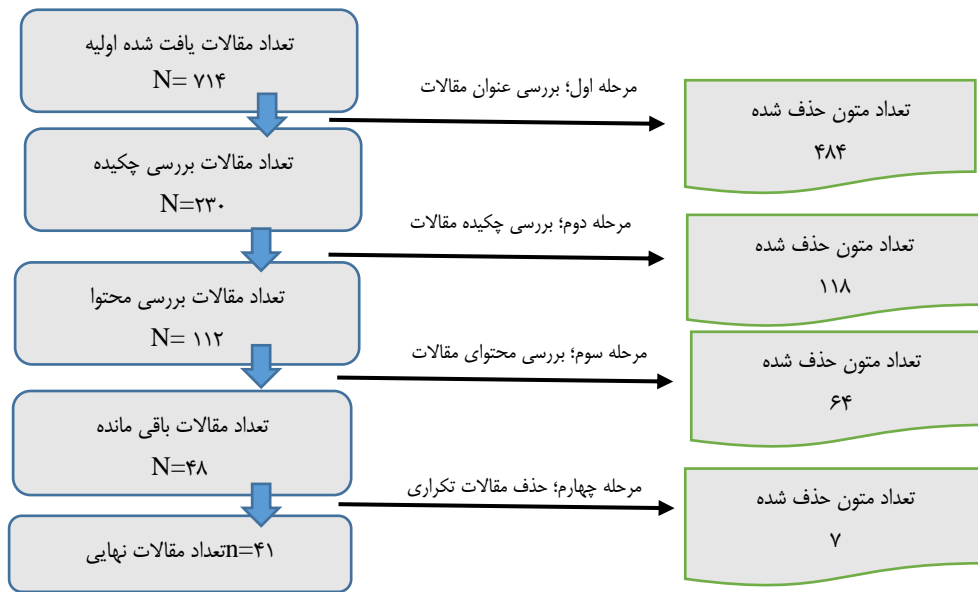 تعداد مقالات یافت شده اولیه
N= ۷۱۴
مرحله اول؛ بررسی عنوان مقالات
تعداد متون حذف شده
۴۸۴
تعداد مقالات بررسی چکیده
N=۲۳۰
مرحله دوم؛ بررسی چکیده مقالات
تعداد متون حذف شده
۱۱۸
تعداد مقالات بررسی محتوا
N= ۱۱۲
مرحله سوم؛ بررسی محتوای مقالات
تعداد متون حذف شده
۶۴
تعداد مقالات باقی مانده
N=۴۸
مرحله چهارم؛ حذف مقالات تکراری
تعداد متون حذف شده
۷
تعداد مقالات نهایی n=۴۱